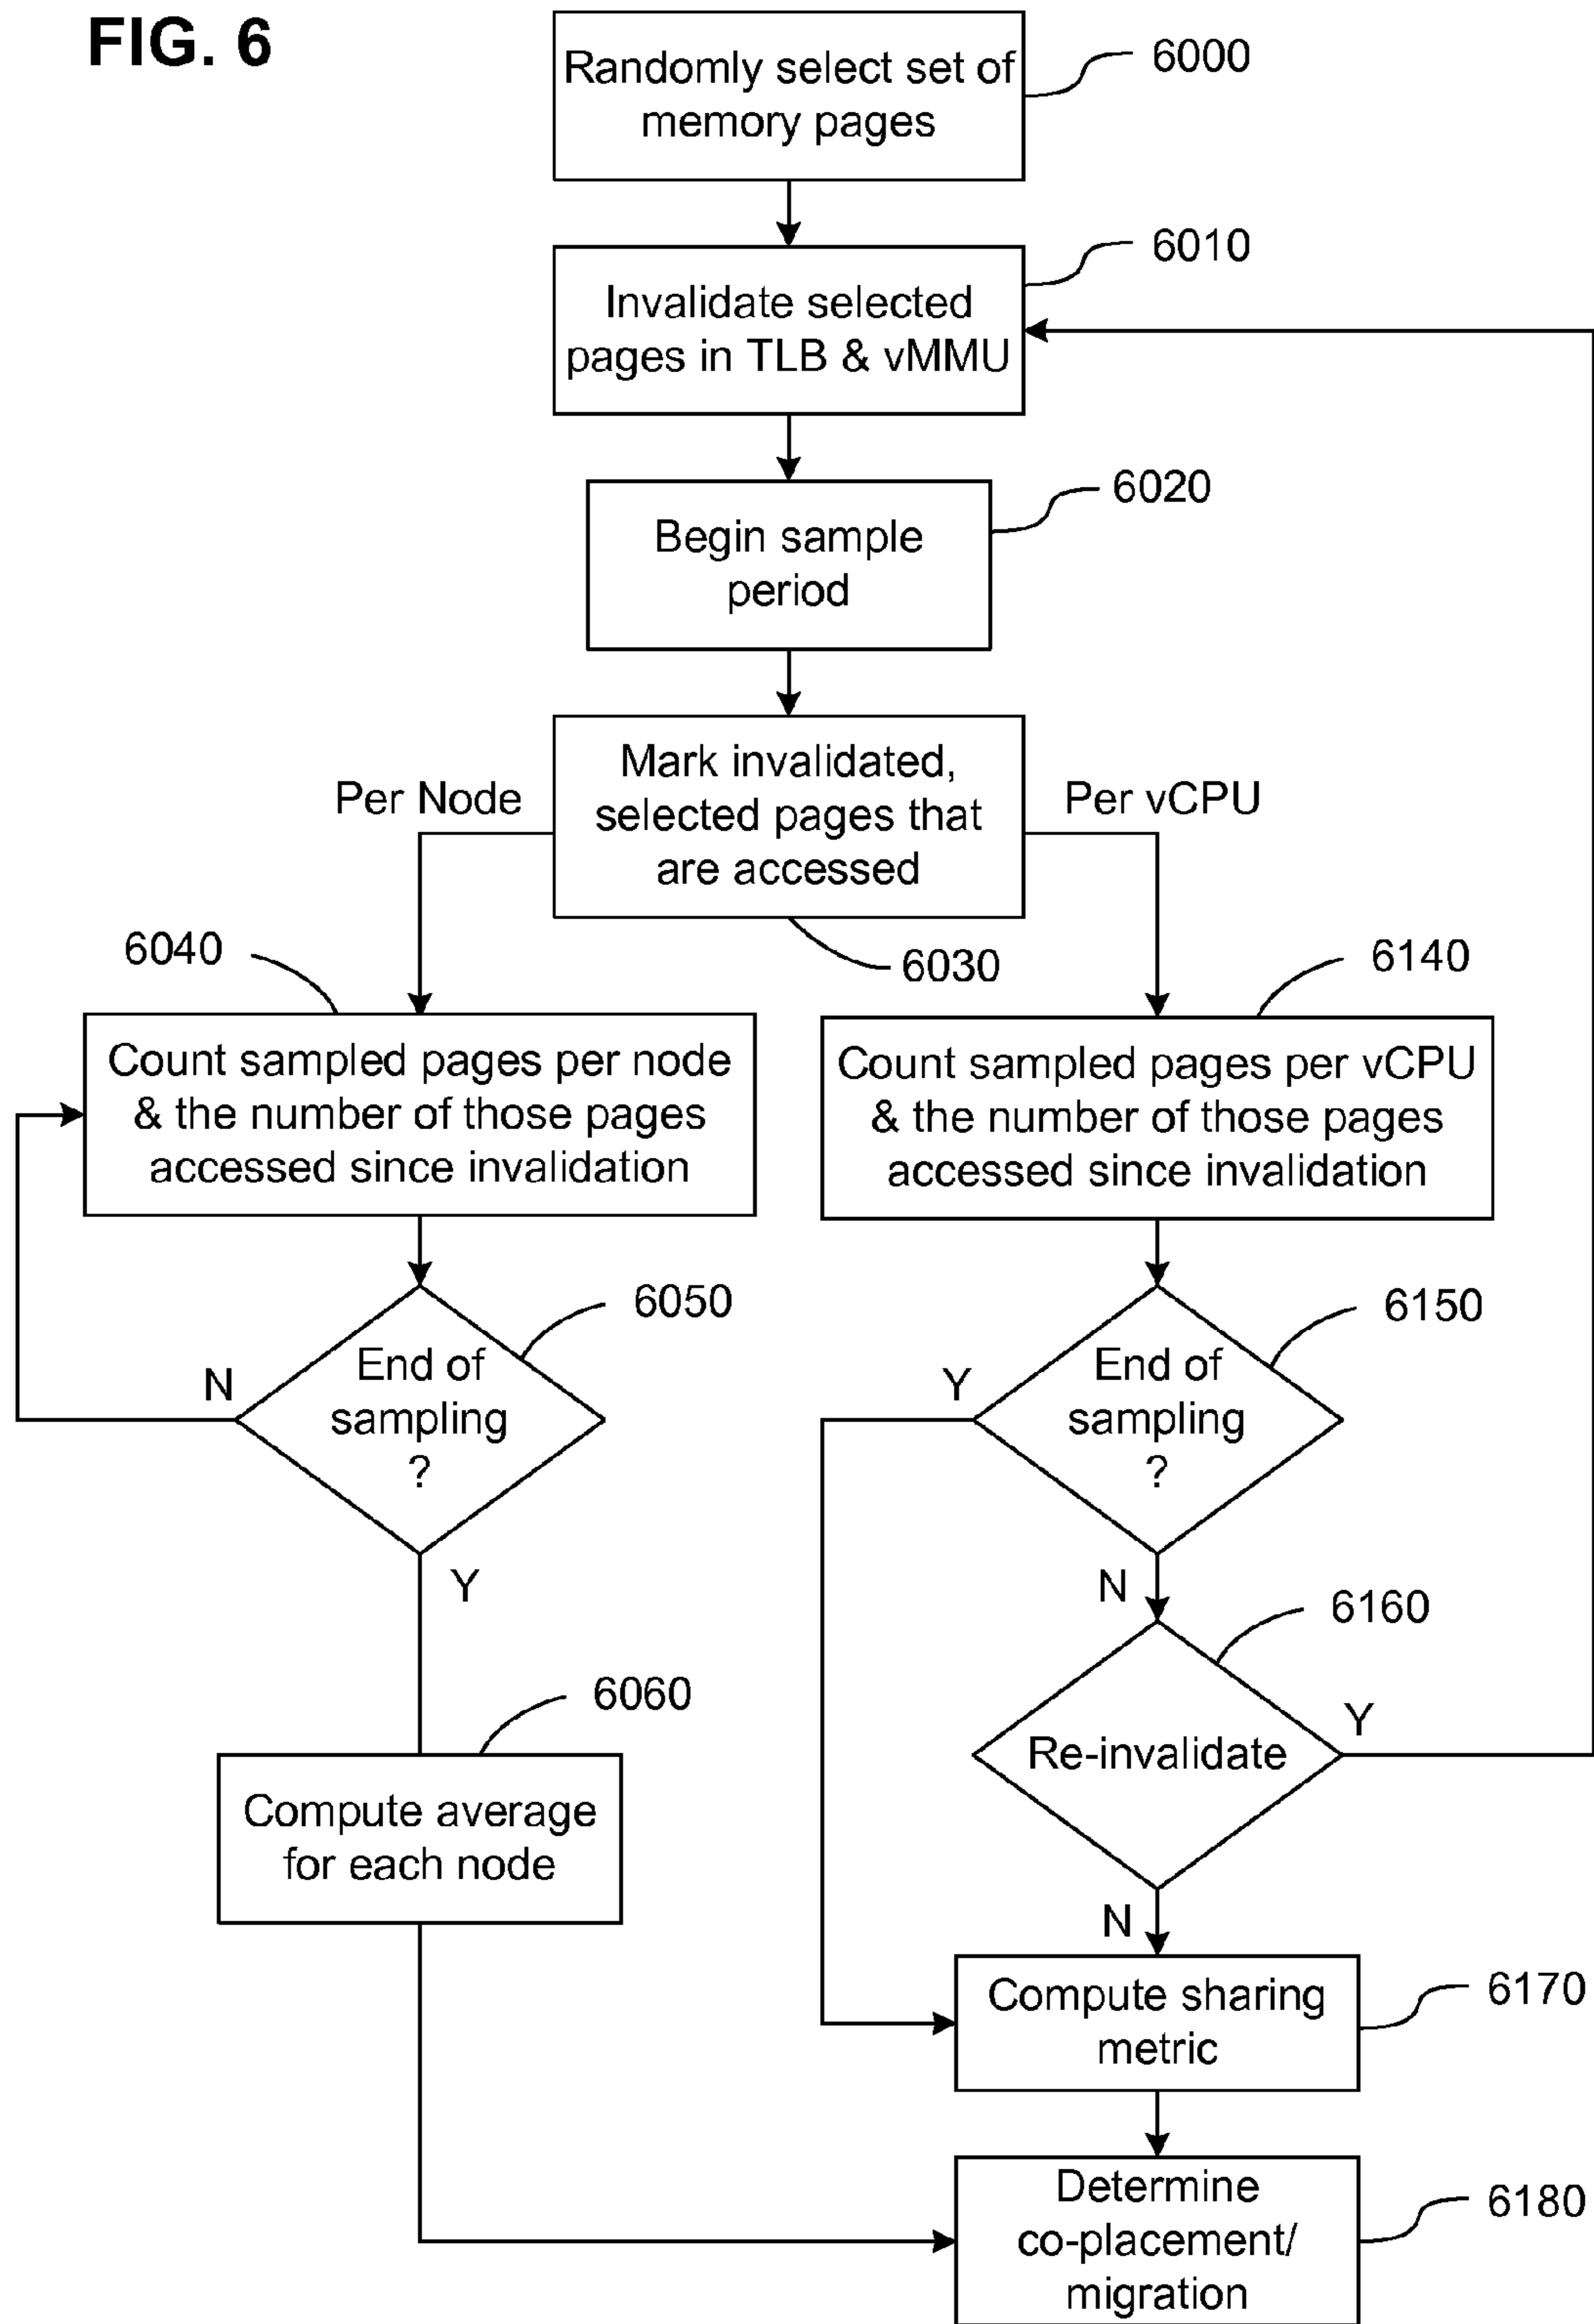 FIG. 6
Randomly select set of
memory pages
6000
Invalidate selected
pages in TLB & vMMU
6010
Begin sample
period
6020
Mark invalidated,
selected pages that
are accessed
Per Node
Per vCPU
6030
6040
Count sampled pages per node
& the number of those pages
accessed since invalidation
6140
Count sampled pages per vCPU
& the number of those pages
accessed since invalidation
End of
sampling
?
6050
N
Y
End of
sampling
?
6150
Y
N
Re-invalidate
6160
Y
N
Compute average
for each node
6060
Compute sharing
metric
6170
Determine
co-placement/
migration
6180